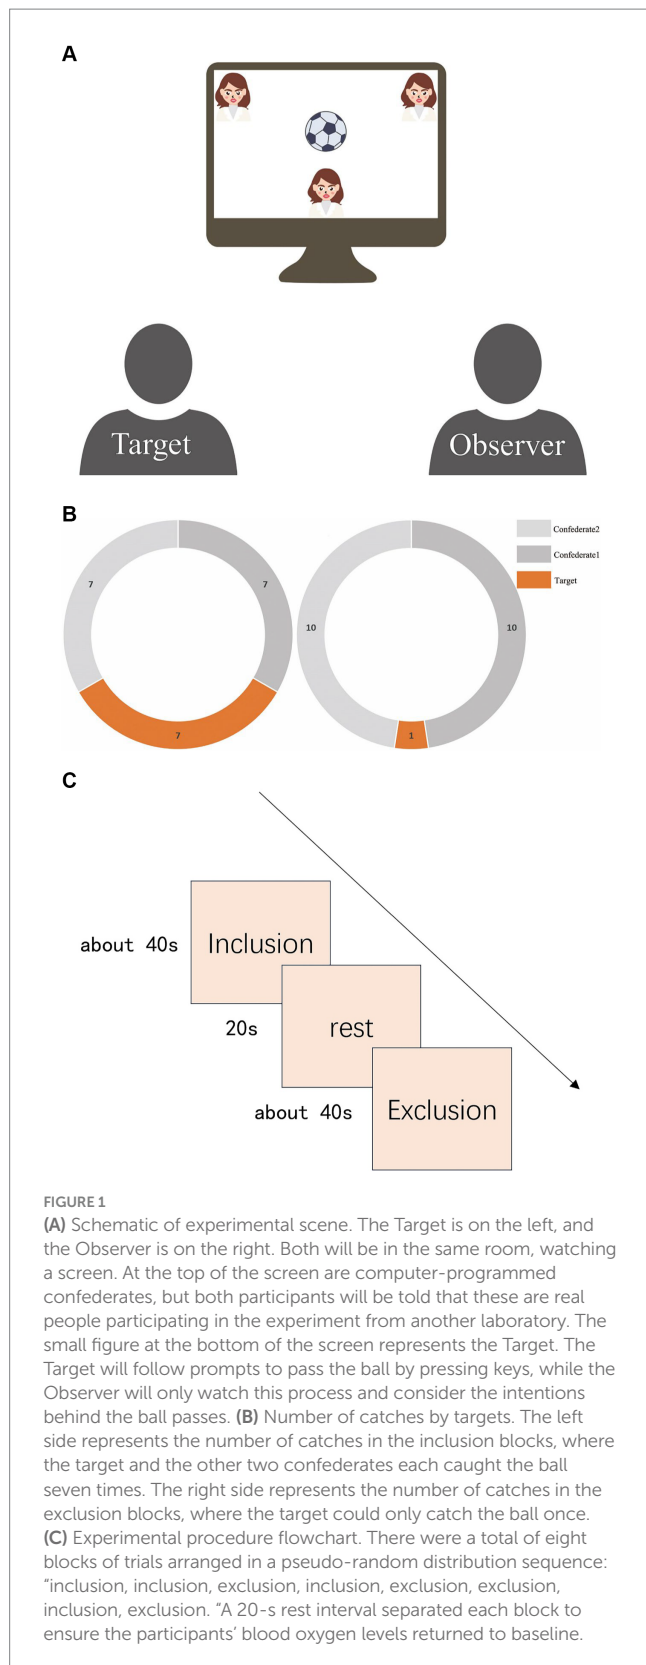 A
Target
Observer
B
Confederate2
Confederate1
Target
7
7
7
10
10
1
C
about 40s
Inclusion
20s
rest
about 40s
Exclusion
FIGURE 1
(A) Schematic of experimental scene. The Target is on the left, and
the Observer is on the right. Both will be in the same room, watching
a screen. At the top of the screen are computer-programmed
confederates, but both participants will be told that these are real
people participating in the experiment from another laboratory. The
small figure at the bottom of the screen represents the Target. The
Target will follow prompts to pass the ball by pressing keys, while the
Observer will only watch this process and consider the intentions
behind the ball passes. (B) Number of catches by targets. The left
side represents the number of catches in the inclusion blocks, where
the target and the other two confederates each caught the ball
seven times. The right side represents the number of catches in the
exclusion blocks, where the target could only catch the ball once.
(C) Experimental procedure flowchart. There were a total of eight
blocks of trials arranged in a pseudo-random distribution sequence:
“inclusion, inclusion, exclusion, inclusion, exclusion, exclusion,
inclusion, exclusion. “A 20-s rest interval separated each block to
ensure the participants’ blood oxygen levels returned to baseline.